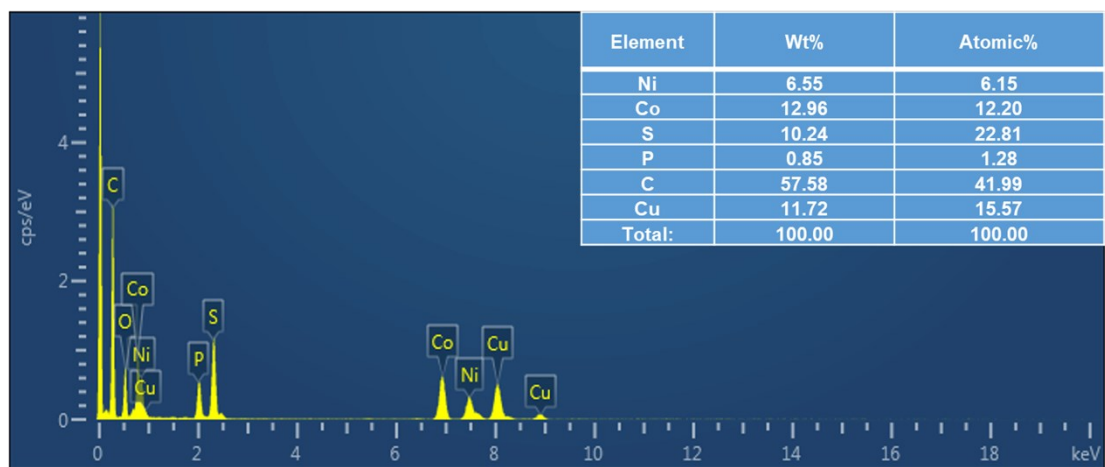 Element Wt% Atomic%
Ni 6.55 6.15
Co 12.96 12.20
S 10.24 22.81
P 0.85 1.28
C 57.58 41.99
Cu 11.72 15.57
Total: 100.00 100.00
cps/eV
4
2
0
C
Co
O
Ni
Cu
P
S
Co
Ni
Cu
Cu
0 2 4 6 8 10 12 14 16 18 keV